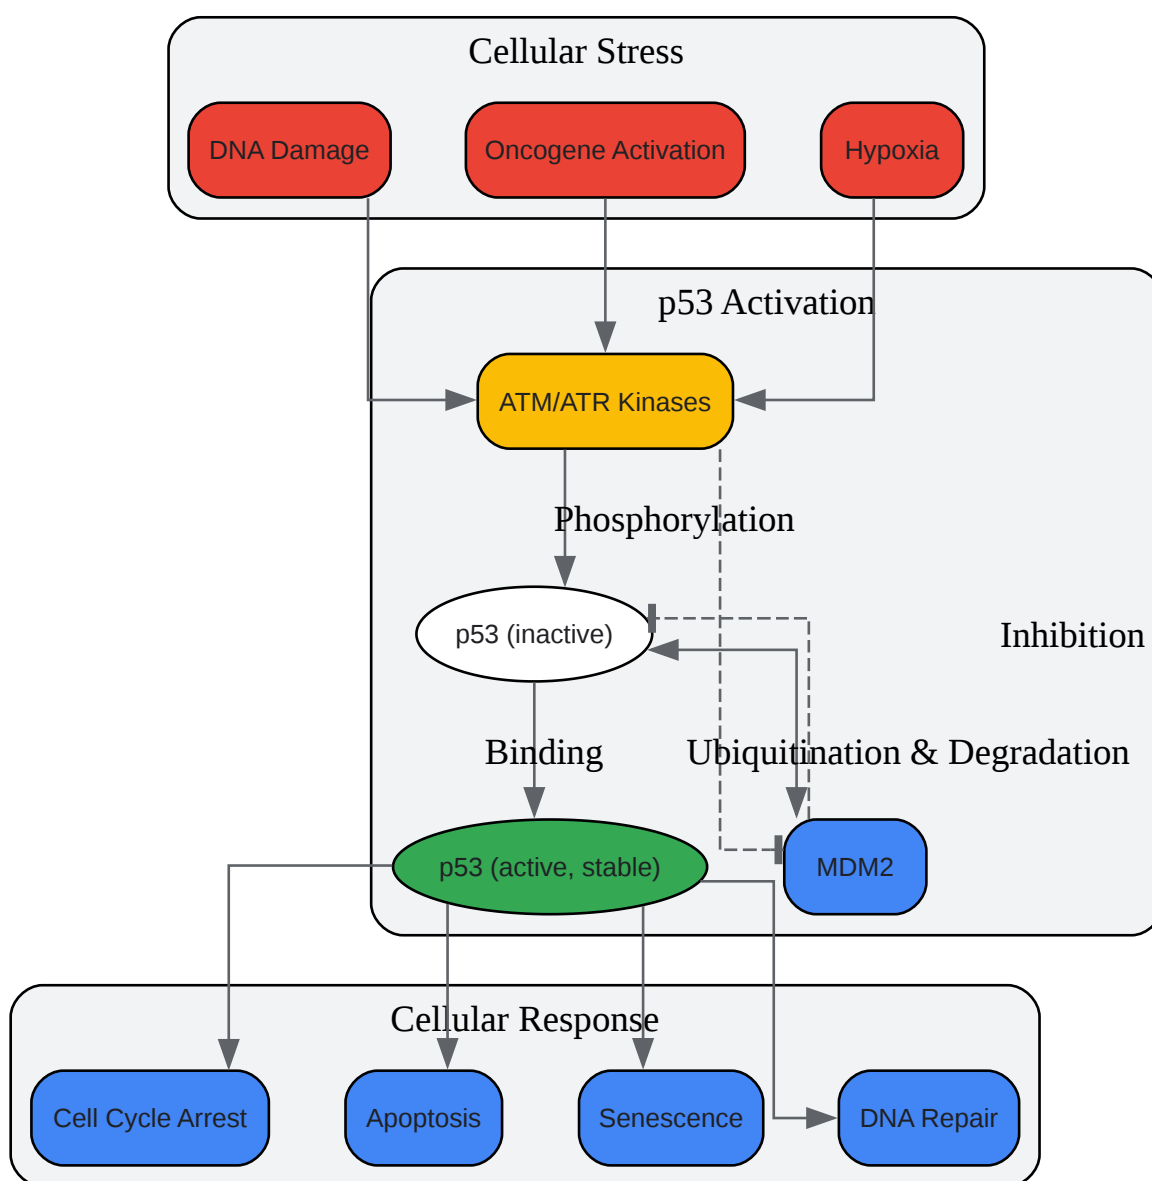 Cellular Stress
DNA Damage
Oncogene Activation
Hypoxia
p53 Activation
ATM/ATR Kinases
Phosphorylation
p53 (inactive)
Inhibition
Binding
Ubiquitination & Degradation
p53 (active, stable)
MDM2
Cellular Response
Cell Cycle Arrest
Apoptosis
Senescence
DNA Repair